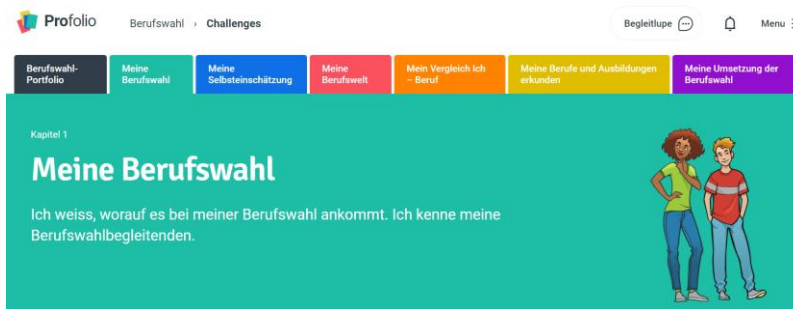 Profolio
Berufswahl › Challenges
Begleitlupe
Menu
Berufswahl-
Portfolio
Meine
Berufswahl
Meine
Selbsteinschätzung
Meine
Berufswelt
Mein Vergleich Ich
– Beruf
Meine Berufe und Ausbildungen
erkunden
Meine Umsetzung der
Berufswahl
Kapitel 1
Meine Berufswahl
Ich weiss, worauf es bei meiner Berufswahl ankommt. Ich kenne meine
Berufswahlbegleitenden.